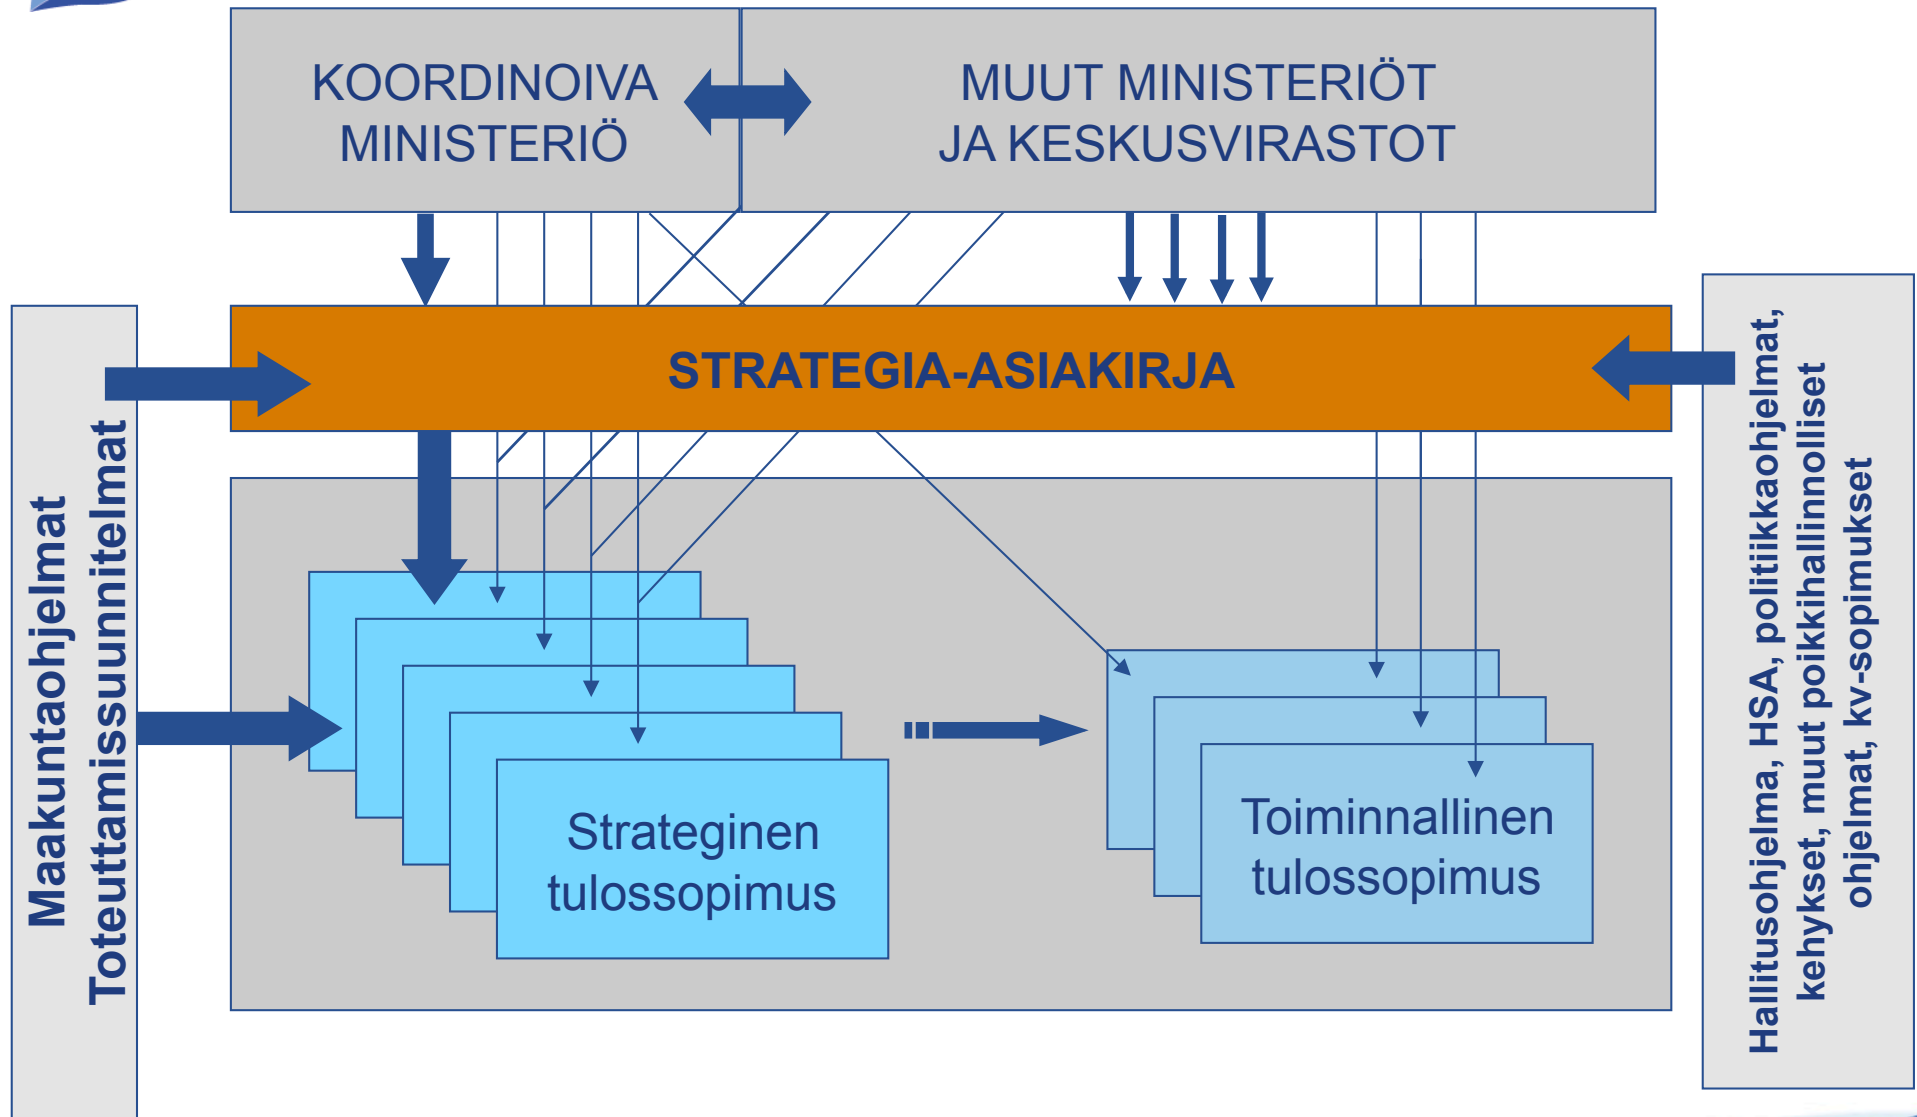 KOORDINOIVA
MINISTERIÖ
MUUT MINISTERIÖT
JA KESKUSVIRASTOT
STRATEGIA-ASIAKIRJA
Maakuntaohjelmat
Toteuttamissuunnitelmat
Strateginen
tulossopimus
Toiminnallinen
tulossopimus
Hallitusohjelma, HSA, politiikkaohjelmat,
kehykset, muut poikkihallinnolliset
ohjelmat, kv-sopimukset